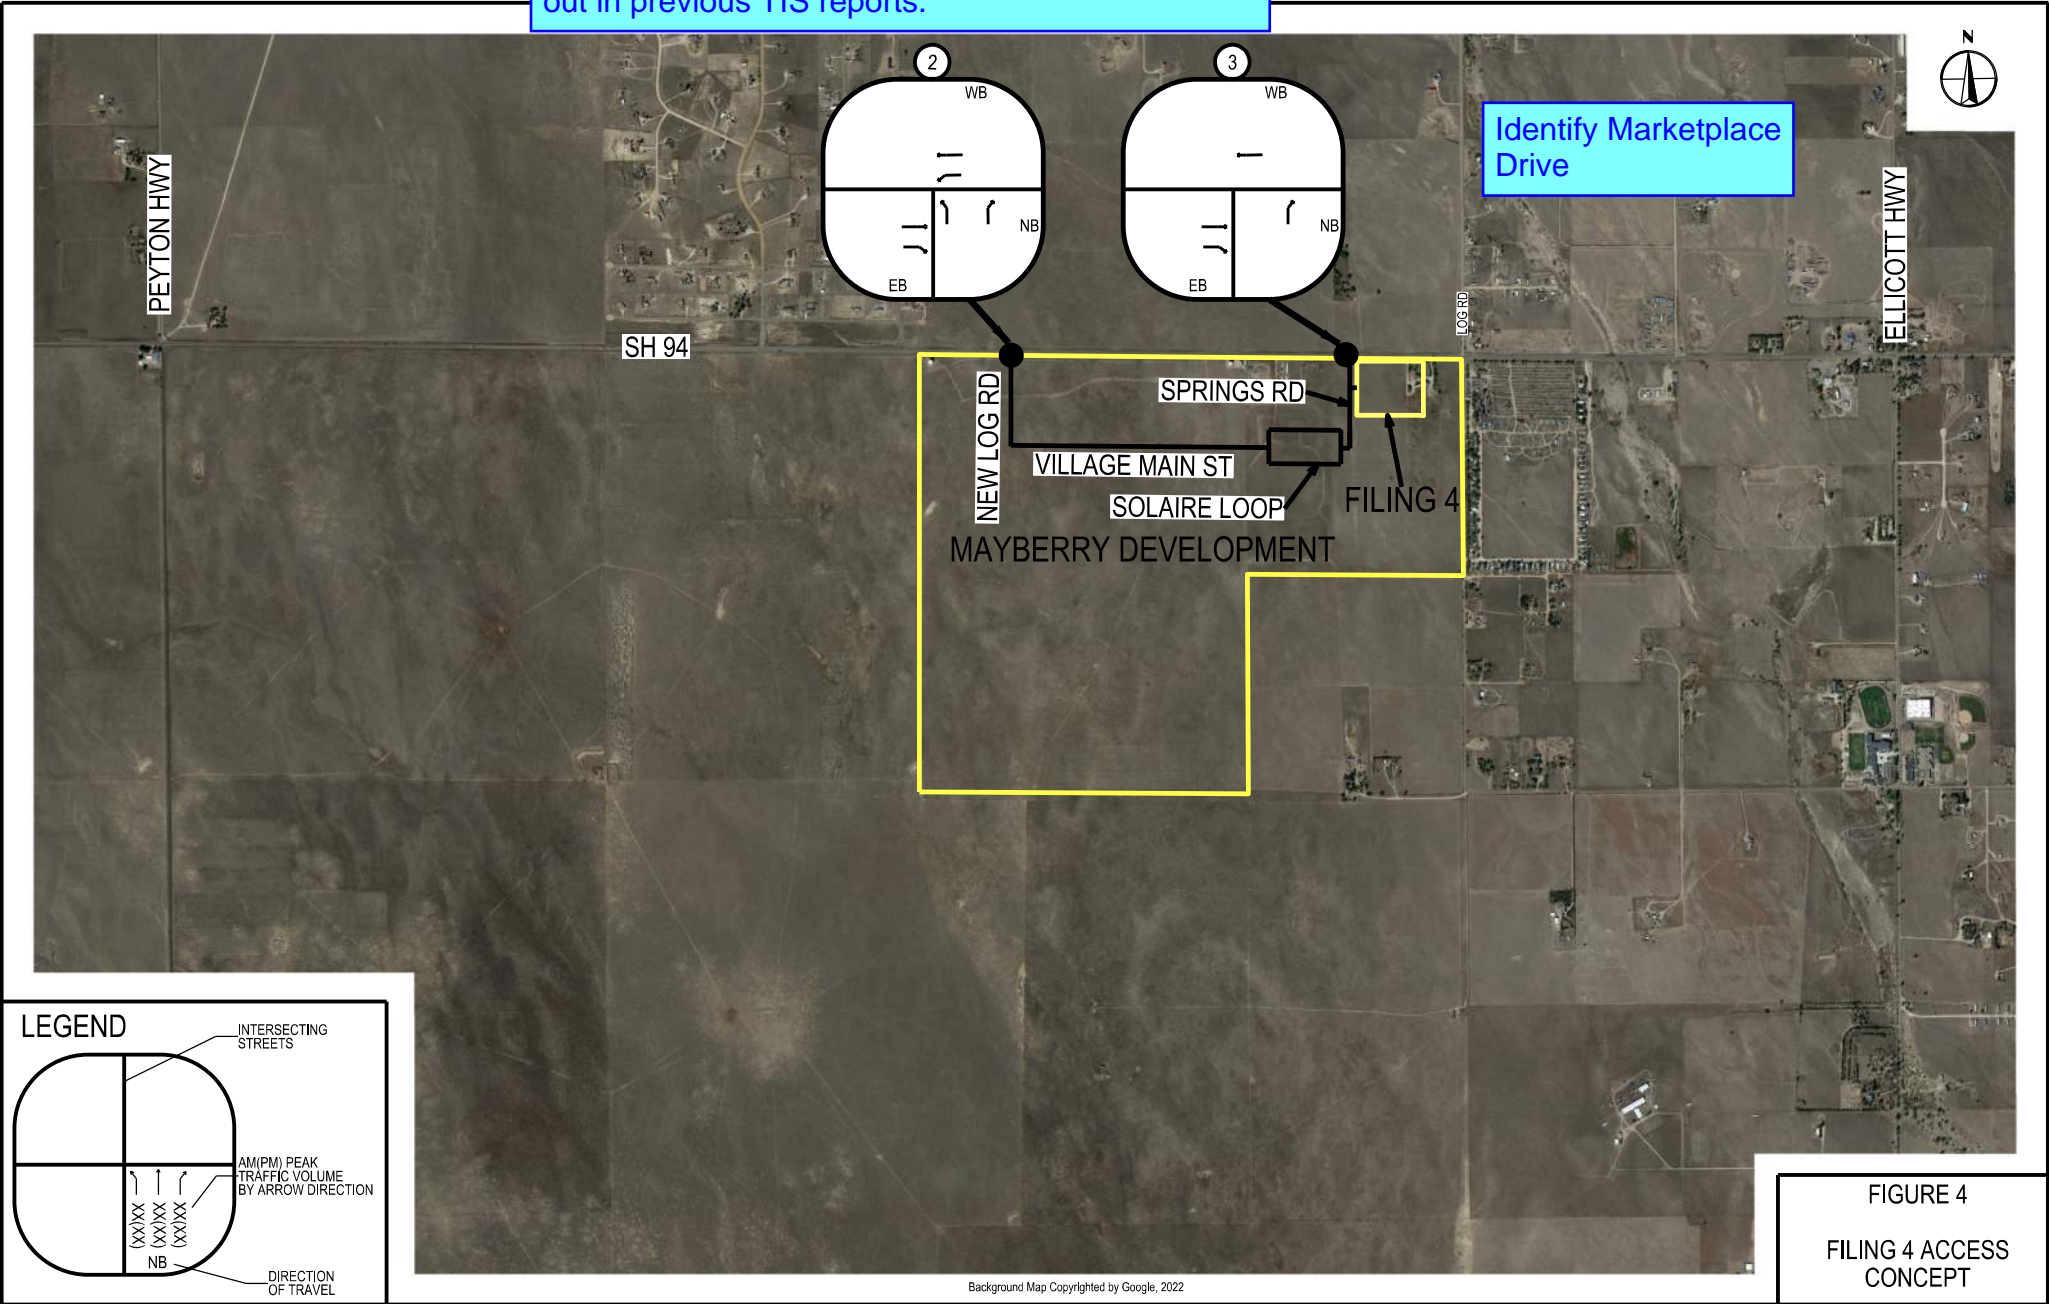 out in previous TIS reports.
N
2
3
WB
WB
Identify Marketplace
Drive
PEYTON HWY
ELLICOTT HWY
NB
NB
EB
EB
LOG RD
SH 94
SPRINGS RD
NEW LOG RD
VILLAGE MAIN ST
SOLAIRE LOOP
FILING 4
MAYBERRY DEVELOPMENT
LEGEND
INTERSECTING
STREETS
AM(PM) PEAK
TRAFFIC VOLUME
BY ARROW DIRECTION
XX(XX)
XX(XX)
XX(XX)
NB
DIRECTION
OF TRAVEL
FIGURE 4
FILING 4 ACCESS
CONCEPT
Background Map Copyrighted by Google, 2022